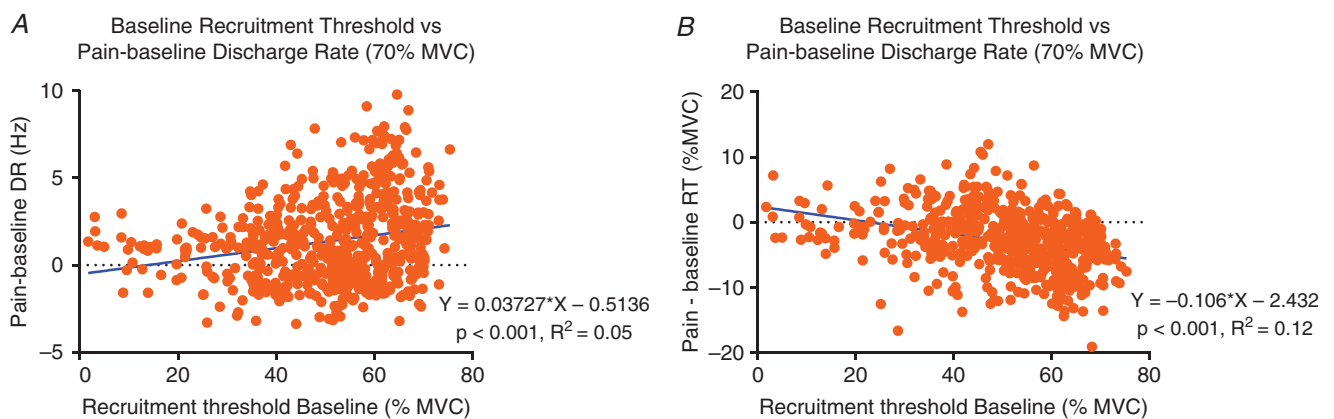 A
Baseline Recruitment Threshold vs
Pain-baseline Discharge Rate (70% MVC)
10
5
0
–5
Pain-baseline DR (Hz)
Y = 0.03727*X – 0.5136
p < 0.001, R² = 0.05
0 20 40 60 80
Recruitment threshold Baseline (% MVC)
B
Baseline Recruitment Threshold vs
Pain-baseline Discharge Rate (70% MVC)
20
10
0
–10
–20
Pain - baseline RT (%MVC)
Y = –0.106*X – 2.432
p < 0.001, R² = 0.12
0 20 40 60 80
Recruitment threshold Baseline (% MVC)